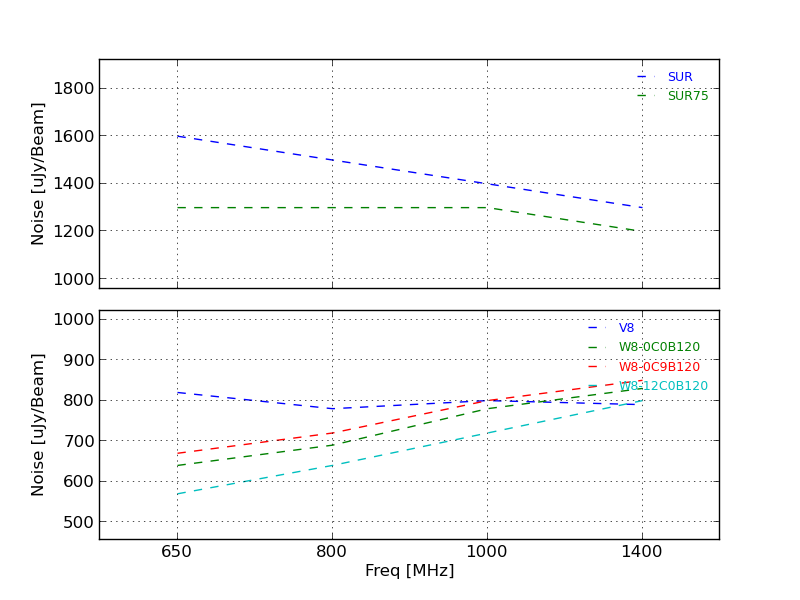 1800
1600
1400
1200
1000
Noise [uJy/Beam]
SUR
SUR75
1000
900
800
700
600
500
Noise [uJy/Beam]
V8
W8-0C0B120
W8-0C9B120
W8-12C0B120
650 800 1000 1400
Freq [MHz]